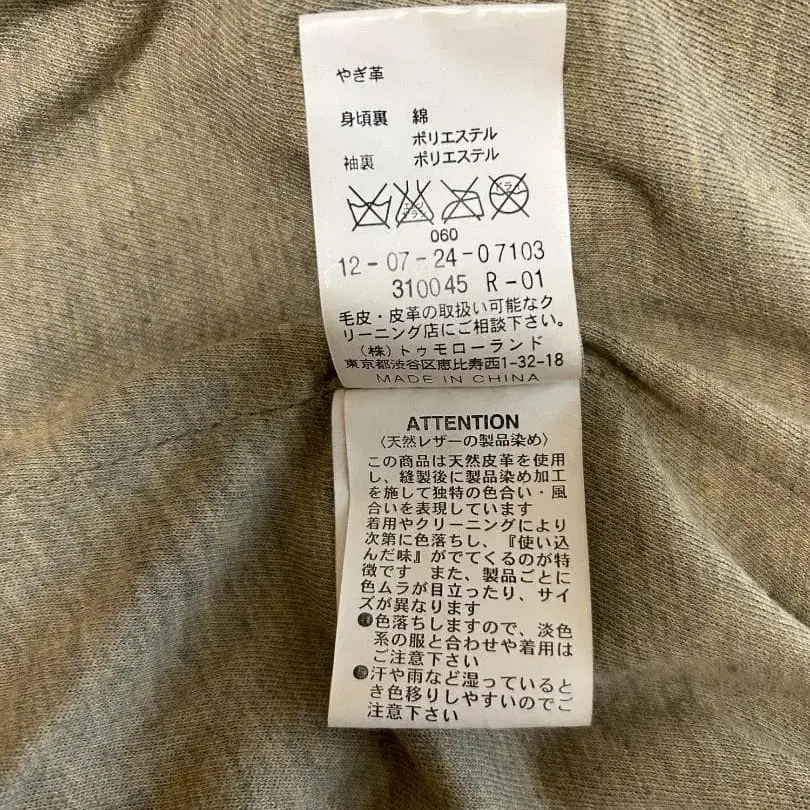 やぎ革
身頃裏 綿
ポリエステル
袖裏 ポリエステル
エンソ
サラシ
ドライ
060
12-07-24-07103
310045 R-01
毛皮・皮革の取扱い可能なク
リーニング店にご相談下さい。
(株)トゥモローランド
東京都渋谷区恵比寿西1-32-18
MADE IN CHINA
ATTENTION
〈天然レザーの製品染め〉
この商品は天然皮革を使用
し、縫製後に製品染め加工
を施して独特の色合い・風
合いを表現しています
着用やクリーニングにより
次第に色落ちし、『使い込
んだ味』がでてくるのが特
徴です また、製品ごとに
色ムラが目立ったり、サイ
ズが異なります
●色落ちしますので、淡色
系の服と合わせや着用は
ご注意下さい
●汗や雨など湿っていると
き色移りしやすいのでご
注意下さい